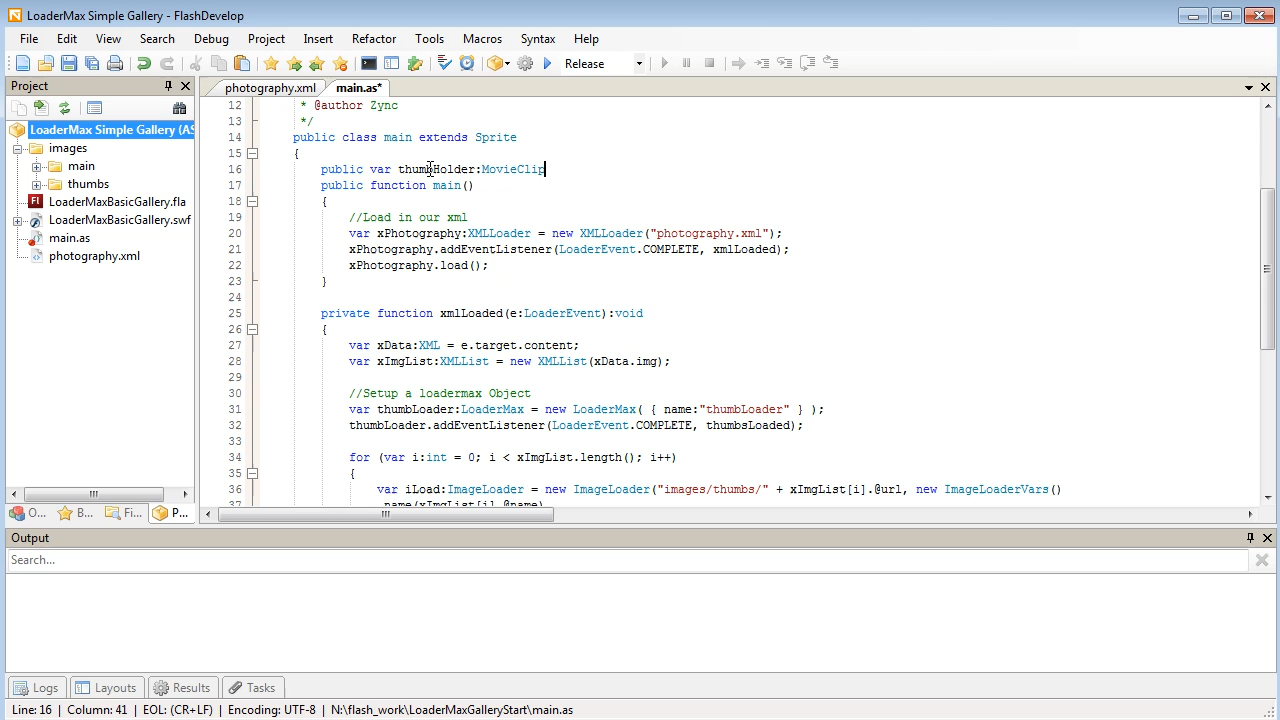 LoaderMax Simple Gallery - FlashDevelop
File Edit View Search Debug Project Insert Refactor Tools Macros Syntax Help
Release
Project
photography.xml main.as*
LoaderMax Simple Gallery (AS
images
main
thumbs
LoaderMaxBasicGallery.fla
LoaderMaxBasicGallery.swf
main.as
photography.xml
12 * @author Zync
13 */
14 public class main extends Sprite
15 {
16 public var thumbHolder:MovieClip
17 public function main()
18 {
19 //Load in our xml
20 var xPhotography:XMLLoader = new XMLLoader("photography.xml");
21 xPhotography.addEventListener(LoaderEvent.COMPLETE, xmlLoaded);
22 xPhotography.load();
23 }
24
25 private function xmlLoaded(e:LoaderEvent):void
26 {
27 var xData:XML = e.target.content;
28 var xImgList:XMLList = new XMLList(xData.img);
29
30 //Setup a loadermax Object
31 var thumbLoader:LoaderMax = new LoaderMax( { name:"thumbLoader" } );
32 thumbLoader.addEventListener(LoaderEvent.COMPLETE, thumbsLoaded);
33
34 for (var i:int = 0; i < xImgList.length(); i++)
35 {
36 var iLoad:ImageLoader = new ImageLoader("images/thumbs/" + xImgList[i].@url, new ImageLoaderVars()
37 .name(xImgList[i].@name)
O... B... Fi... P...
Output
Search...
Logs Layouts Results Tasks
Line: 16 | Column: 41 | EOL: (CR+LF) | Encoding: UTF-8 | N:\flash_work\LoaderMaxGalleryStart\main.as